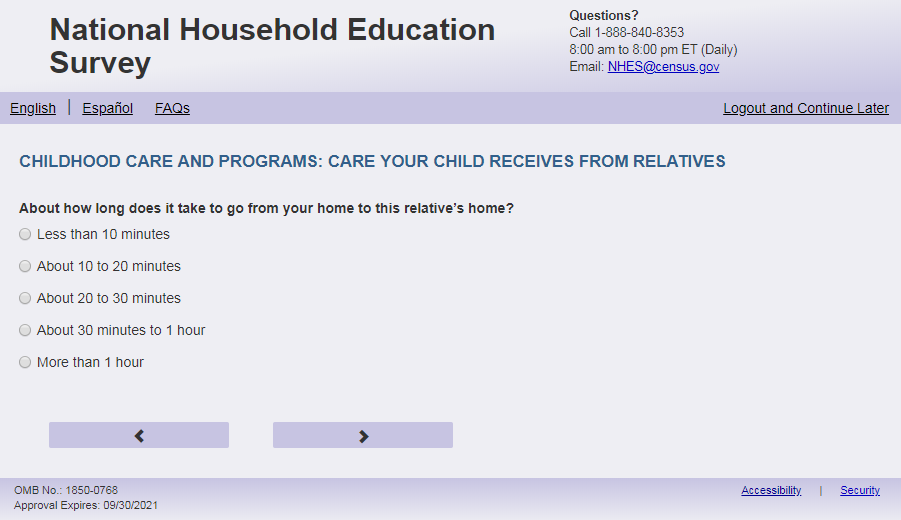 National Household Education
Survey
Questions?
Call 1-888-840-8353
8:00 am to 8:00 pm ET (Daily)
Email: NHES@census.gov
English | Español FAQs Logout and Continue Later
CHILDHOOD CARE AND PROGRAMS: CARE YOUR CHILD RECEIVES FROM RELATIVES
About how long does it take to go from your home to this relative’s home?
Less than 10 minutes
About 10 to 20 minutes
About 20 to 30 minutes
About 30 minutes to 1 hour
More than 1 hour
OMB No.: 1850-0768
Approval Expires: 09/30/2021
Accessibility | Security